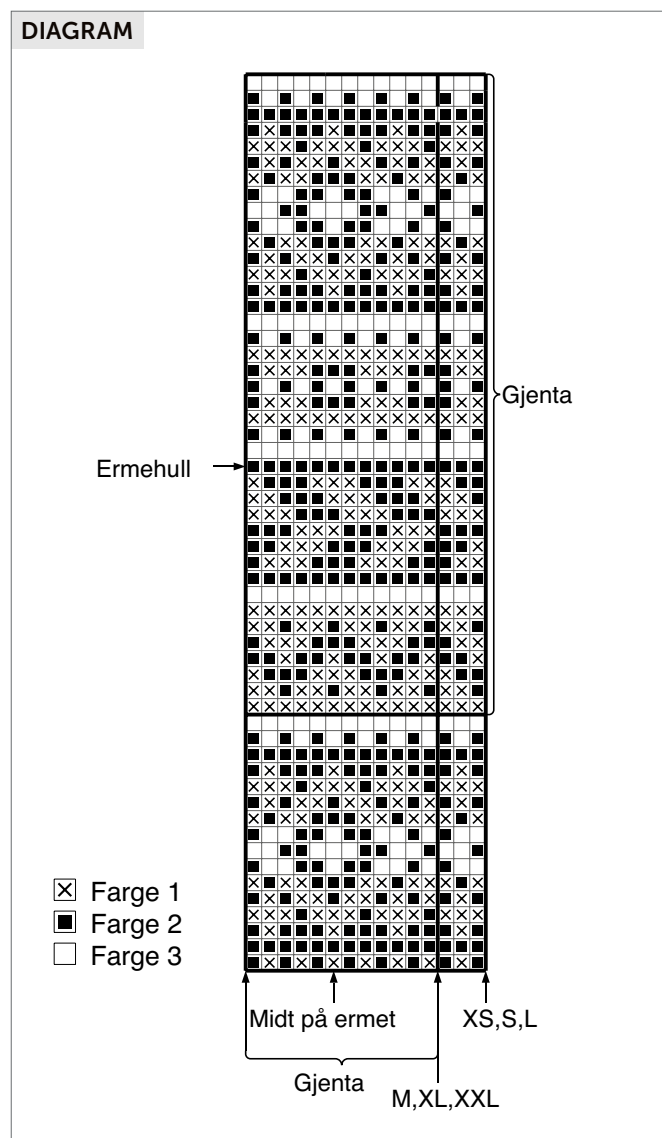 DIAGRAM
Gjenta
Ermehull
Farge 1
Farge 2
Farge 3
Midt på ermet
XS,S,L
Gjenta
M,XL,XXL